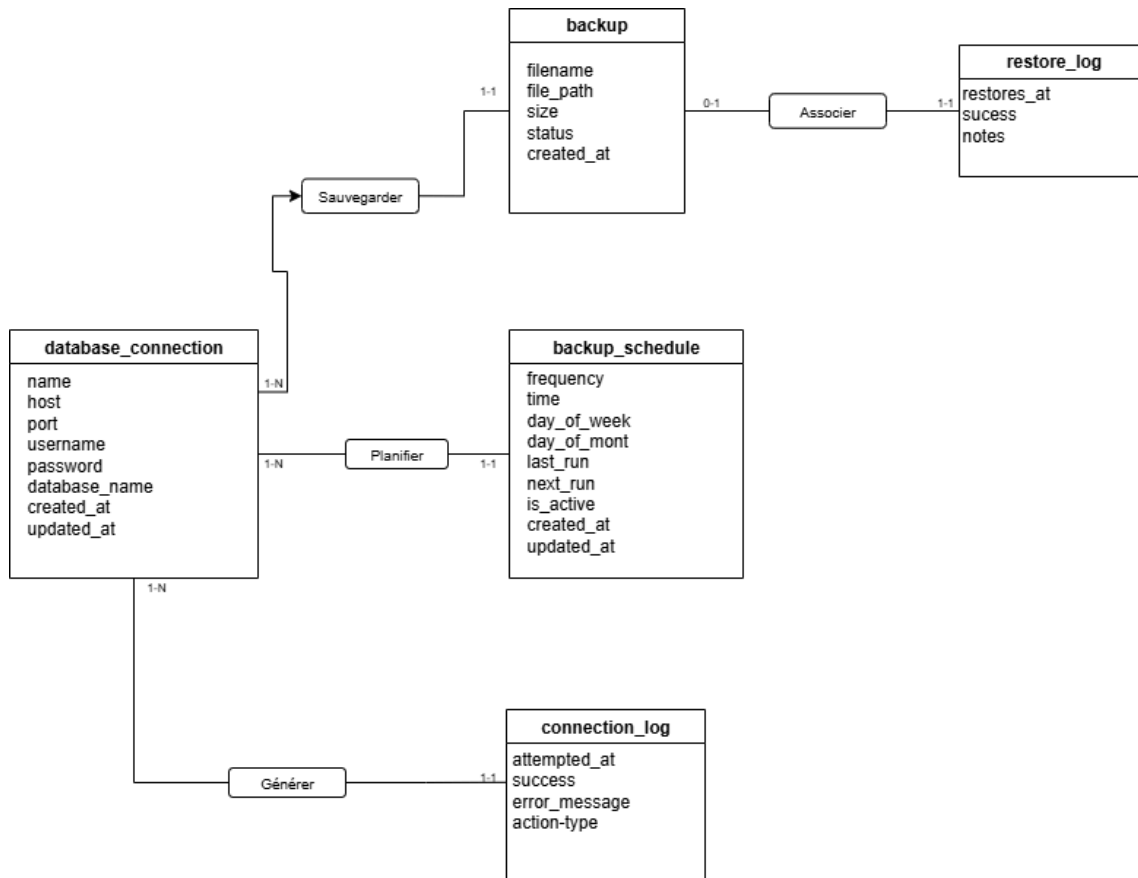 backup
filename
file_path
size
status
created_at
1-1
0-1
Associer
1-1
restore_log
restores_at
sucess
notes
Sauvegarder
database_connection
name
host
port
username
password
database_name
created_at
updated_at
1-N
1-N
Planifier
1-1
backup_schedule
frequency
time
day_of_week
day_of_mont
last_run
next_run
is_active
created_at
updated_at
1-N
Générer
1-1
connection_log
attempted_at
success
error_message
action-type